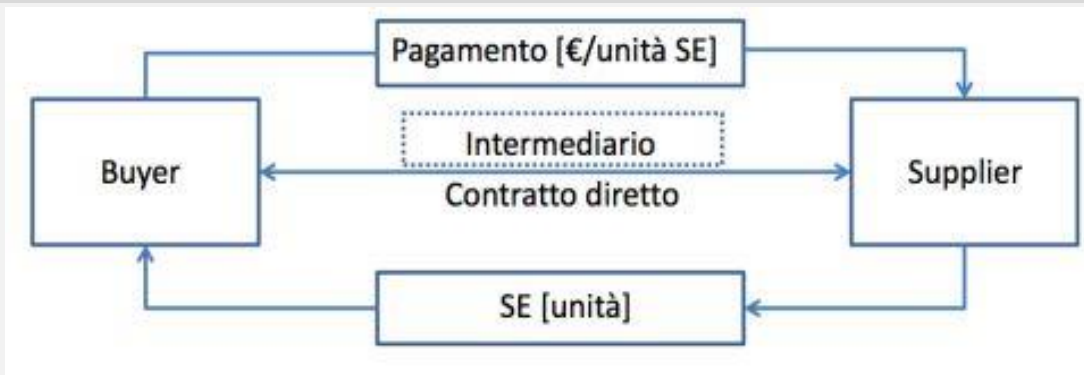 Pagamento [€/unità SE]
Intermediario
Buyer
Supplier
Contratto diretto
SE [unità]